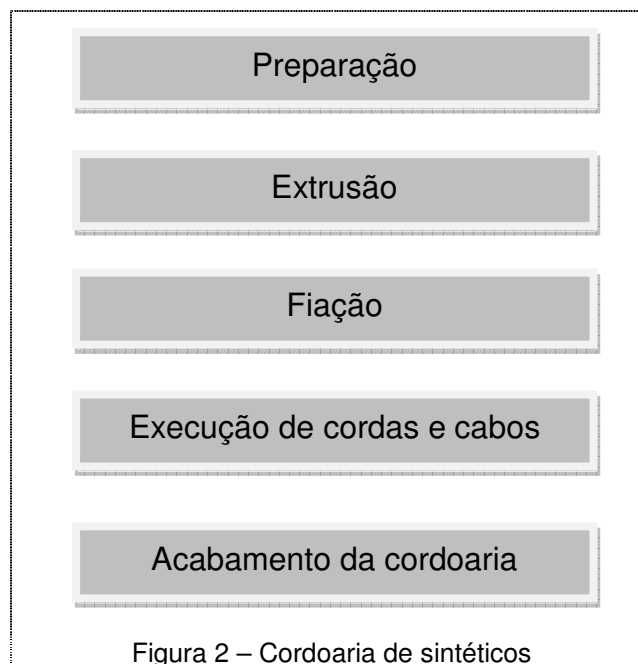 Preparação
Extrusão
Fiação
Execução de cordas e cabos
Acabamento da cordoaria
Figura 2 – Cordoaria de sintéticos